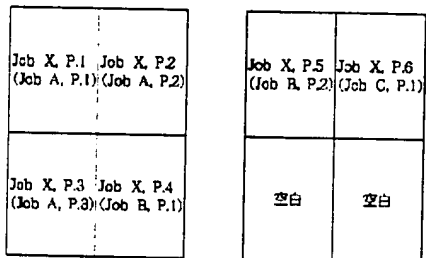 Job X, P.1 Job X, P.2
(Job A, P.1) (Job A, P.2)
Job X, P.3 Job X, P.4
(Job A, P.3) (Job B, P.1)
Job X, P.5 Job X, P.6
(Job B, P.2) (Job C, P.1)
空白 空白